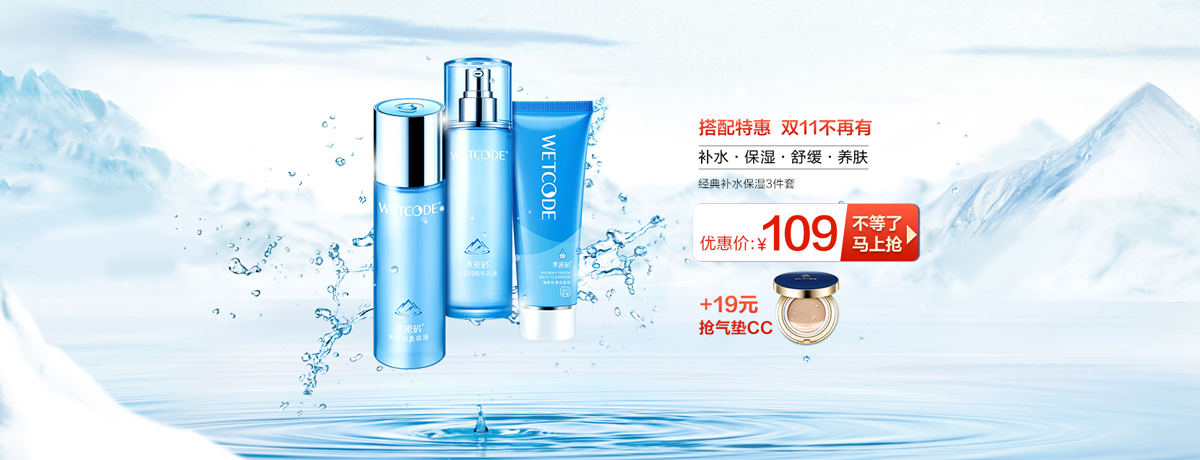 搭配特惠 双11不再有
补水·保湿·舒缓·养肤
经典补水保湿3件套
优惠价:¥109
不等了
马上抢
+19元
抢气垫CC
WETCODE
水密码
WETCODE
水密码
WETCODE
水密码